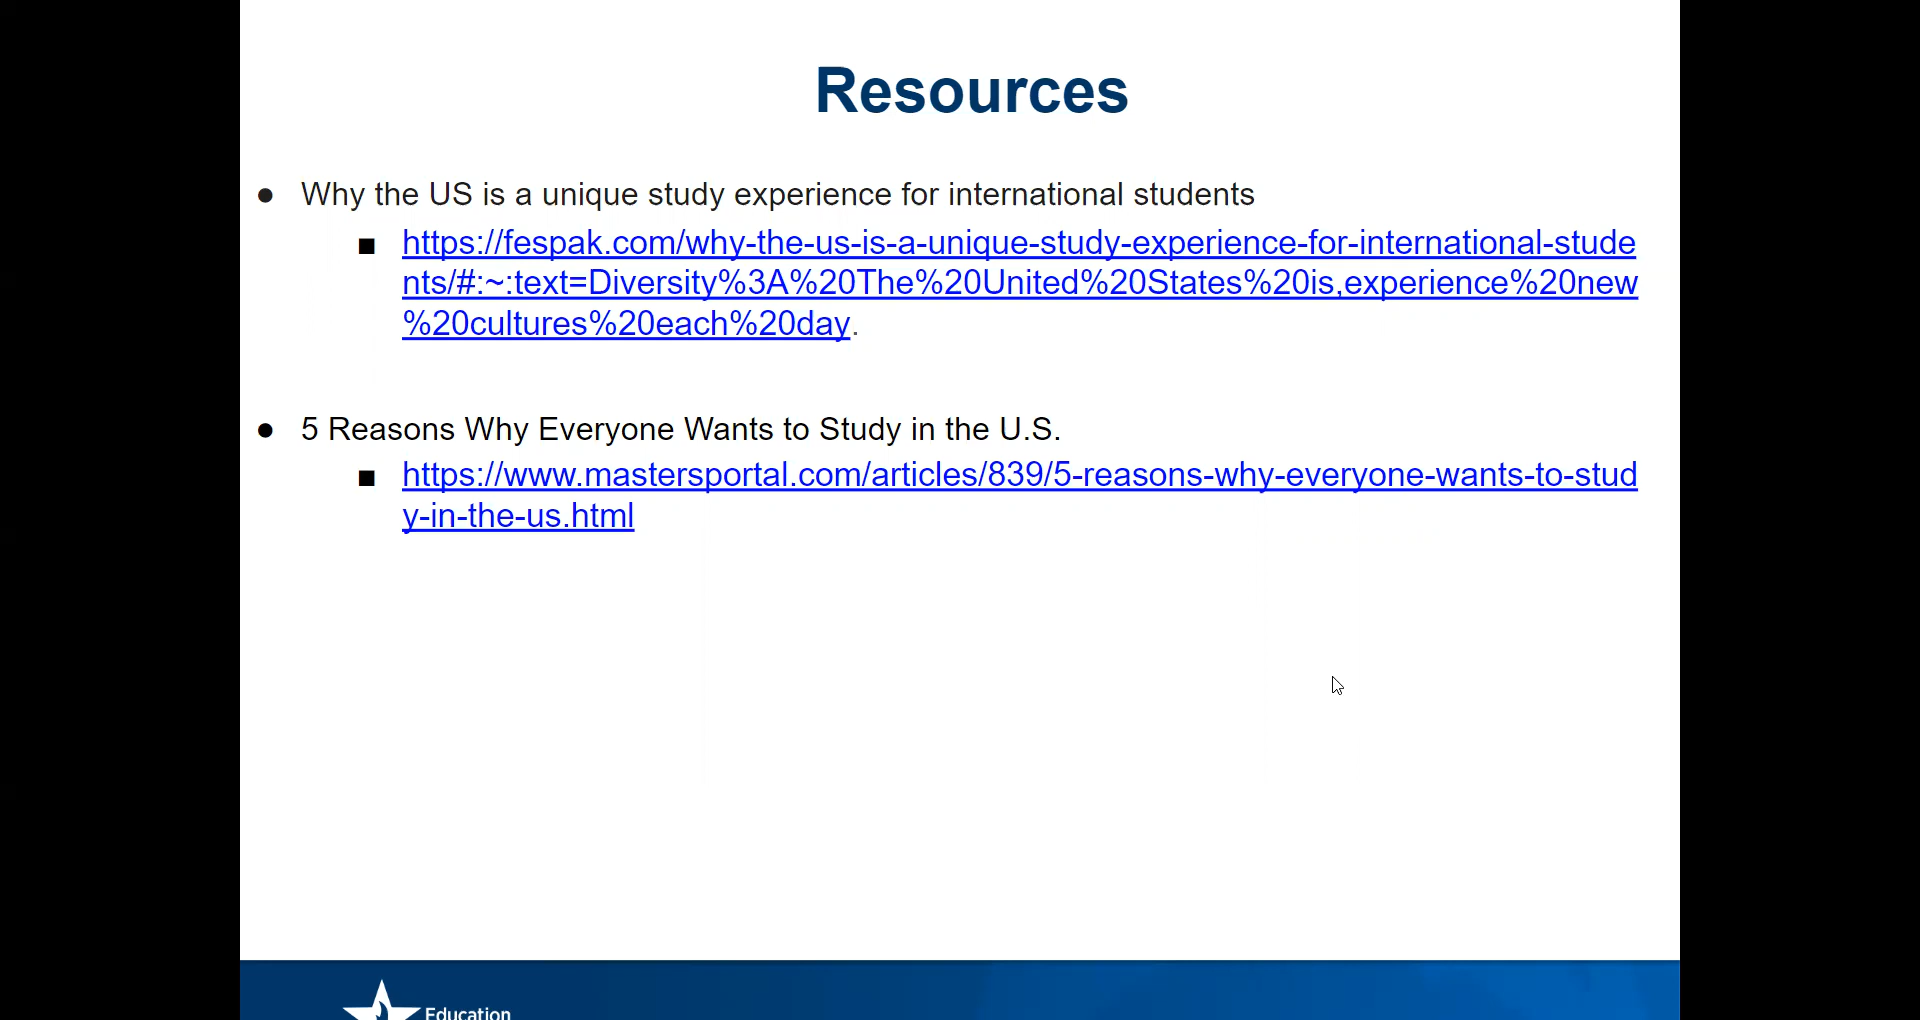 Resources
● Why the US is a unique study experience for international students
■ https://fespak.com/why-the-us-is-a-unique-study-experience-for-international-stude
nts/#:~:text=Diversity%3A%20The%20United%20States%20is,experience%20new
%20cultures%20each%20day.
● 5 Reasons Why Everyone Wants to Study in the U.S.
■ https://www.mastersportal.com/articles/839/5-reasons-why-everyone-wants-to-stud
y-in-the-us.html
Education